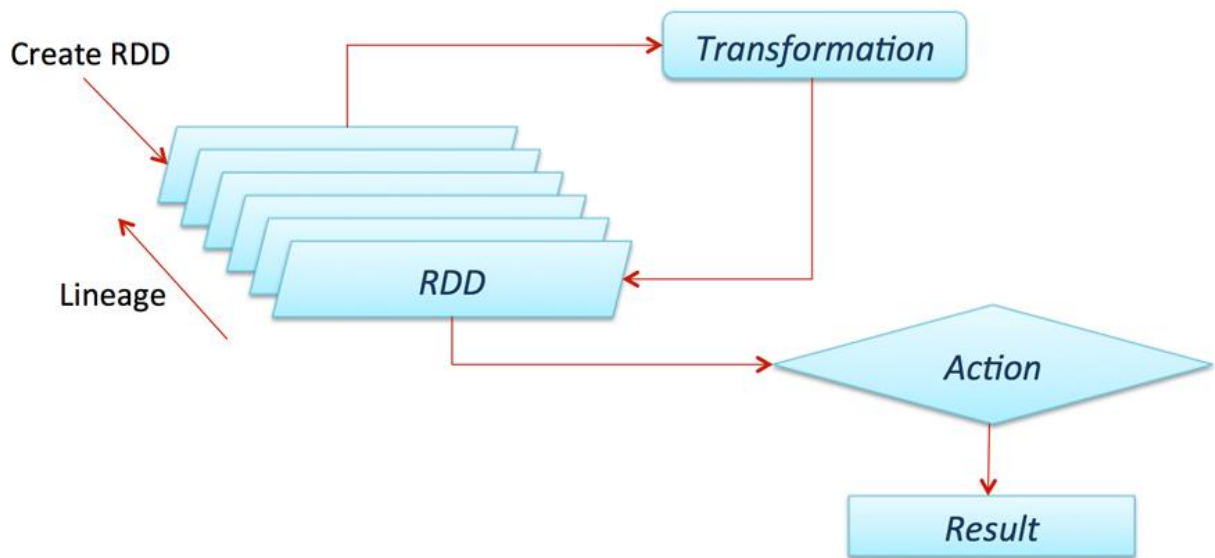 Transformation
Create RDD
Lineage
RDD
Action
Result